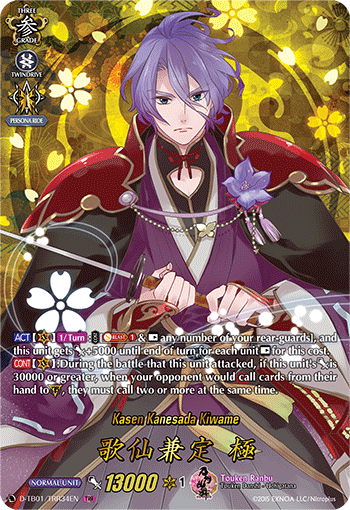 THREE
参
GRADE
TWINDRIVE
PERSONA RIDE
ACT 1/Turn BLAST 1 & any number of your rear-guards], and
this unit gets +5000 until end of turn for each unit for this cost.
CONT : During the battle that this unit attacked, if this unit's is
30000 or greater, when your opponent would call cards from their
hand to , they must call two or more at the same time.
Kasen Kanesada Kiwame
歌仙兼定 極
NORMAL UNIT 13000 1 Touken Ranbu
D-TB01/TRR34EN ©2015 EXNOA LLC/Nitroplus